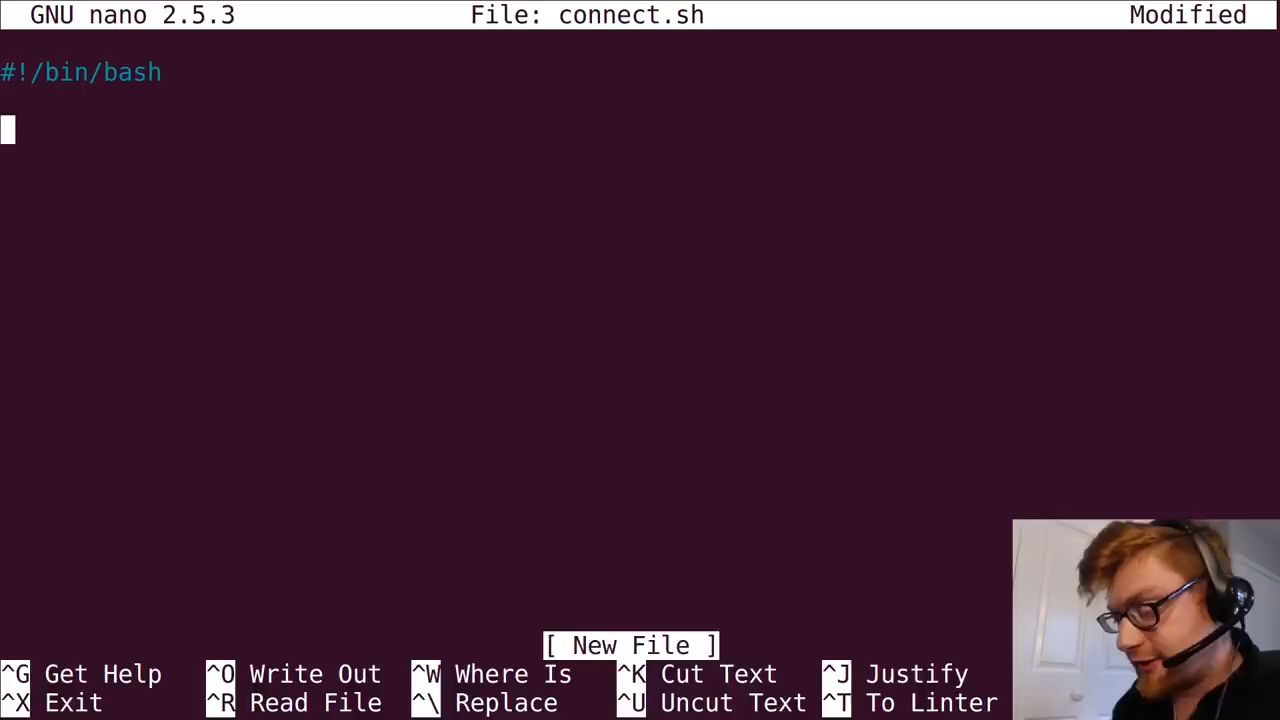 GNU nano 2.5.3 File: connect.sh Modified
#!/bin/bash
[ New File ]
^G Get Help ^O Write Out ^W Where Is ^K Cut Text ^J Justify
^X Exit ^R Read File ^\ Replace ^U Uncut Text ^T To Linter